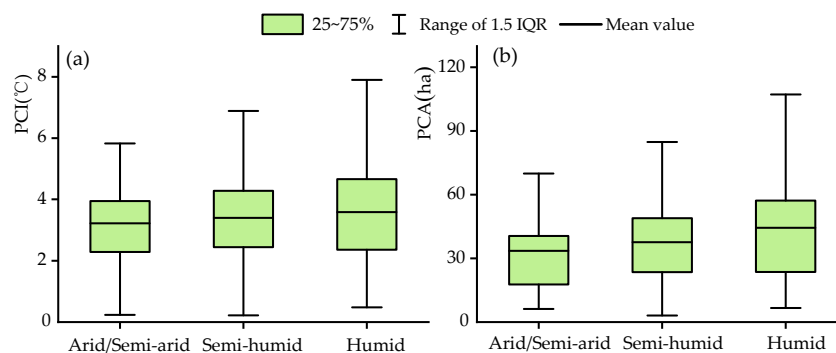 25~75% Range of 1.5 IQR Mean value
(a)
PCI(℃)
8
6
4
2
0
Arid/Semi-arid Semi-humid Humid
(b)
PCA(ha)
120
90
60
30
0
Arid/Semi-arid Semi-humid Humid